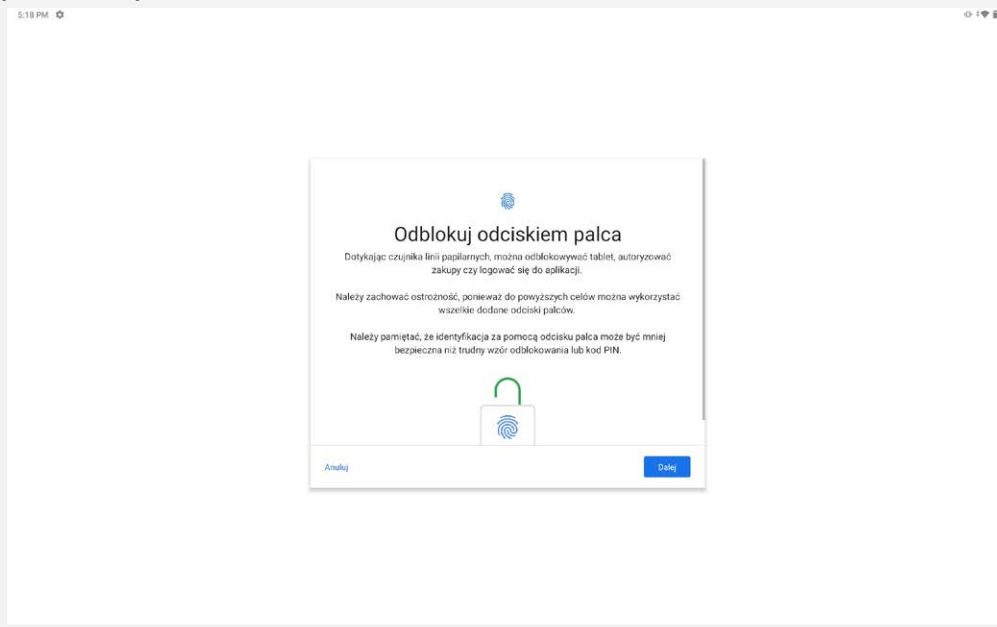 5:18 PM
Odblokuj odciskiem palca
Dotykając czujnika linii papilarnych, można odblokowywać tablet, autoryzować
zakupy czy logować się do aplikacji.
Należy zachować ostrożność, ponieważ do powyższych celów można wykorzystać
wszelkie dodane odciski palców.
Należy pamiętać, że identyfikacja za pomocą odcisku palca może być mniej
bezpieczna niż trudny wzór odblokowania lub kod PIN.
Anuluj
Dalej